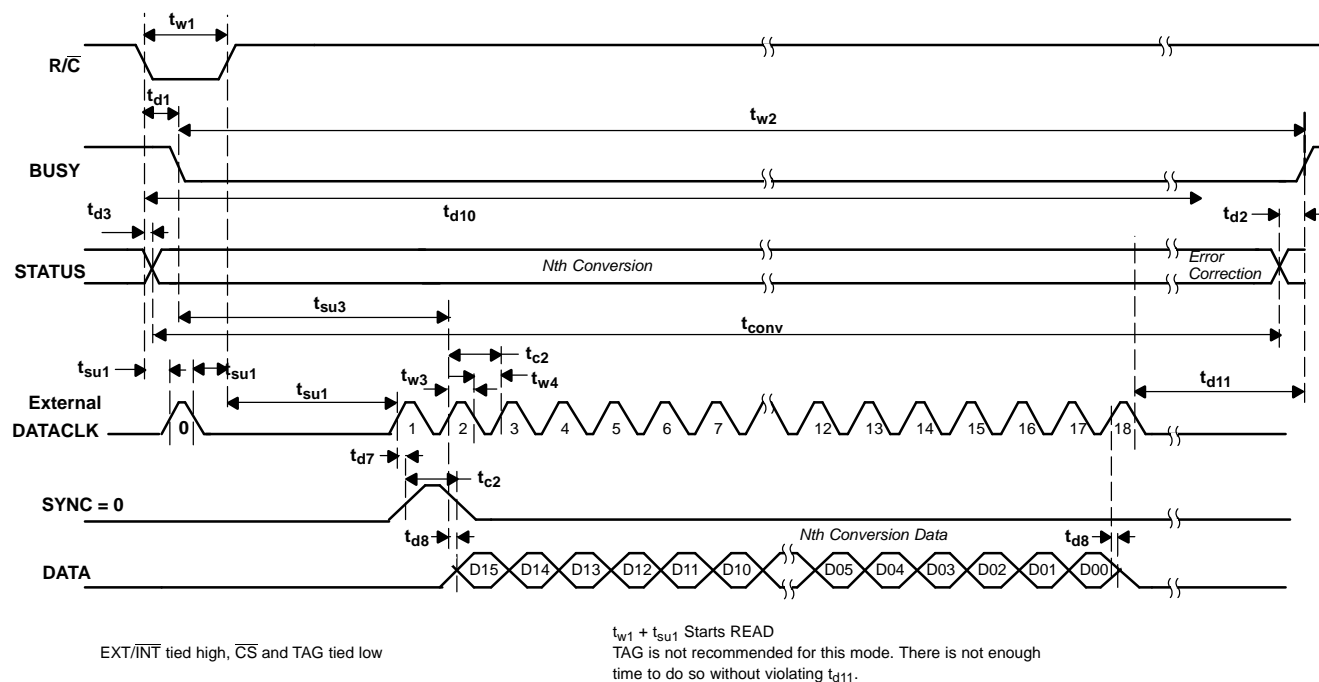 tw1
R/C̅
td1
tw2
BUSY
td3
td10
td2
STATUS
Nth Conversion
Error
Correction
tsu3
tconv
tsu1
tsu1
tc2
tsu1
tw3
tw4
td11
External
DATACLK
0
1
2
3
4
5
6
7
12
13
14
15
16
17
18
td7
tc2
SYNC = 0
td8
Nth Conversion Data
td8
DATA
D15
D14
D13
D12
D11
D10
D05
D04
D03
D02
D01
D00
EXT/I̅N̅T̅ tied high, C̅S̅ and TAG tied low
tw1 + tsu1 Starts READ
TAG is not recommended for this mode. There is not enough
time to do so without violating td11.